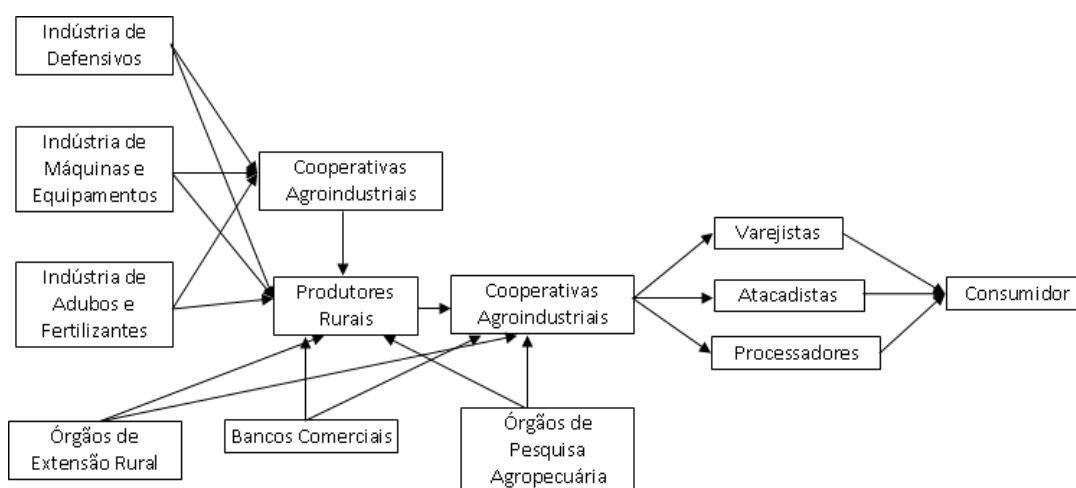 Indústria de
Defensivos
Indústria de
Máquinas e
Equipamentos
Cooperativas
Agroindustriais
Indústria de
Adubos e
Fertilizantes
Produtores
Rurais
Cooperativas
Agroindustriais
Varejistas
Atacadistas
Processadores
Consumidor
Órgãos de
Extensão Rural
Bancos Comerciais
Órgãos de
Pesquisa
Agropecuária